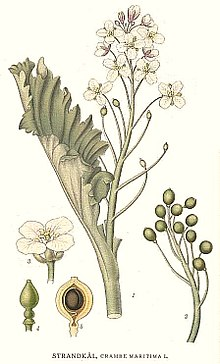 STRANDKÅL, CRAMBE MARITIMA L.